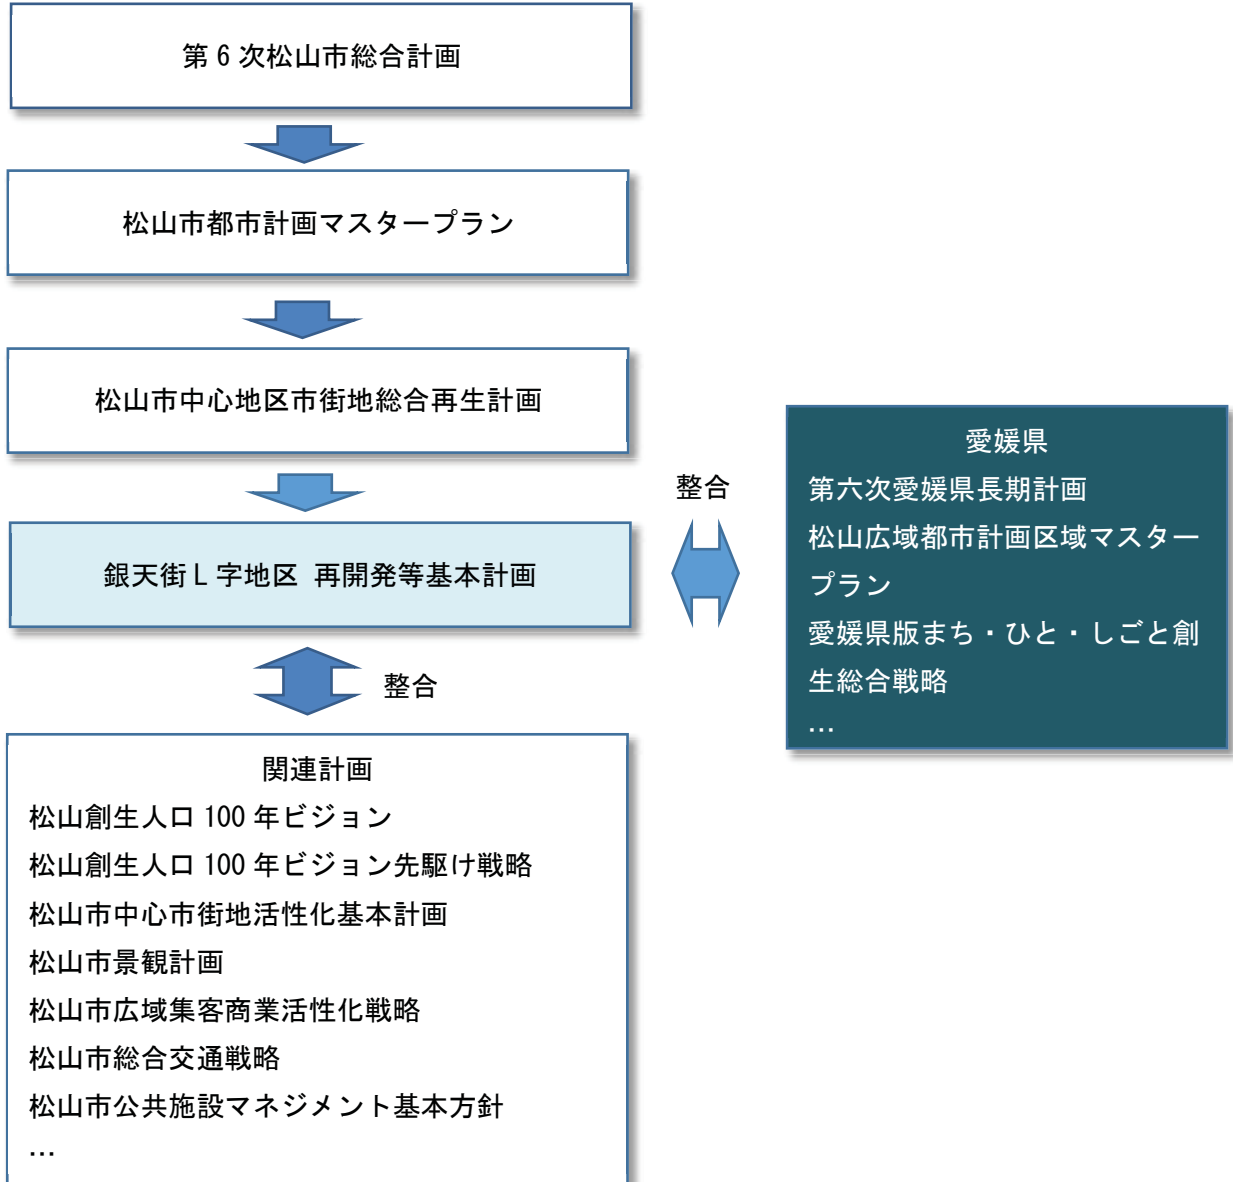 第6次松山市総合計画
松山市都市計画マスタープラン
松山市中心地区市街地総合再生計画
銀天街L字地区 再開発等基本計画
整合
愛媛県
第六次愛媛県長期計画
松山広域都市計画区域マスター
プラン
愛媛県版まち・ひと・しごと創
生総合戦略
…
整合
関連計画
松山創生人口100年ビジョン
松山創生人口100年ビジョン先駆け戦略
松山市中心市街地活性化基本計画
松山市景観計画
松山市広域集客商業活性化戦略
松山市総合交通戦略
松山市公共施設マネジメント基本方針
…